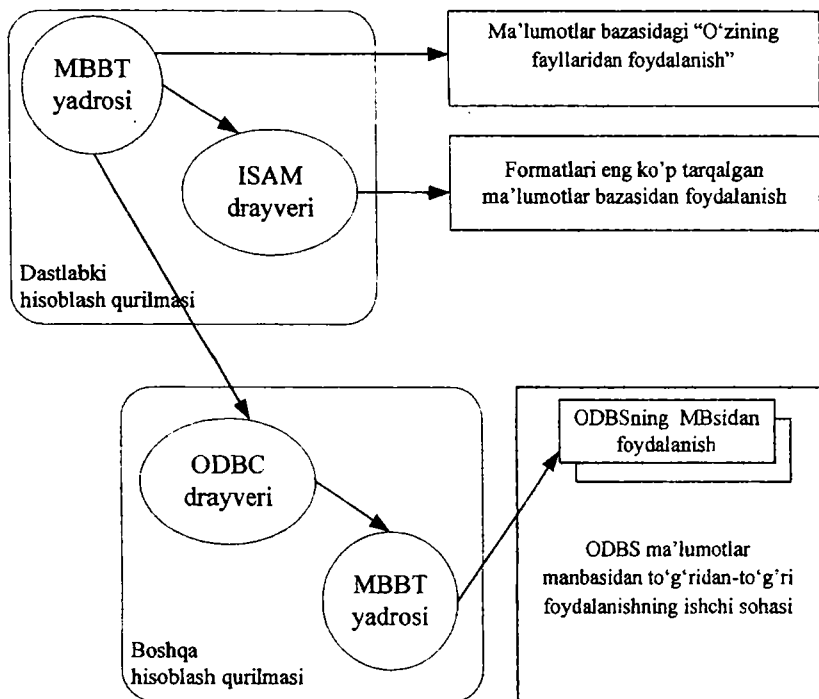 MBBT
yadrosi
Ma’lumotlar bazasidagi “O‘zining
fayllaridan foydalanish”
ISAM
drayveri
Formatlari eng ko’p tarqalgan
ma’lumotlar bazasidan foydalanish
Dastlabki
hisoblash qurilmasi
ODBC
drayveri
ODBSning MBsidan
foydalanish
MBBT
yadrosi
ODBS ma’lumotlar
manbasidan to‘g‘ridan-to‘g’ri
foydalanishning ishchi sohasi
Boshqa
hisoblash qurilmasi